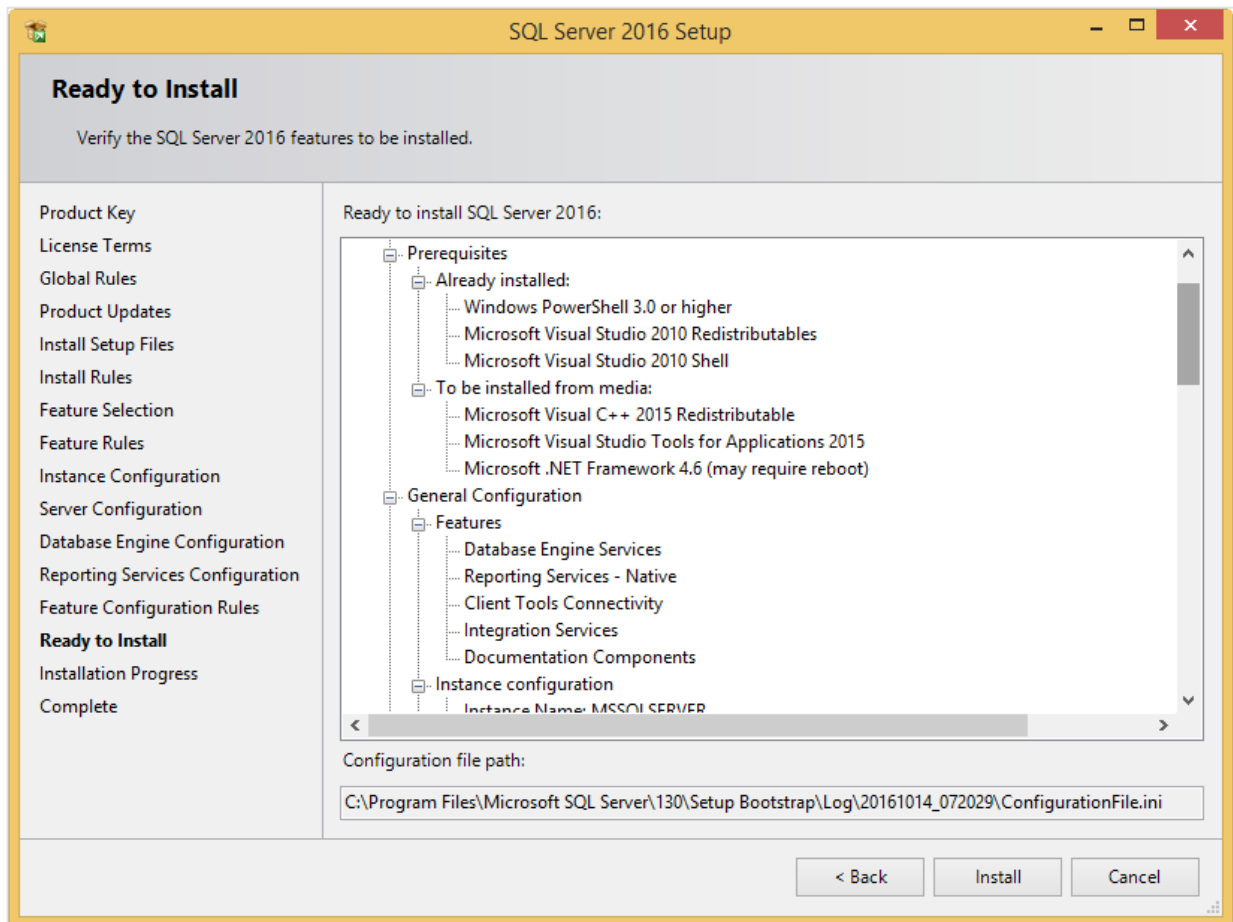 SQL Server 2016 Setup
Ready to Install
Verify the SQL Server 2016 features to be installed.
Product Key
License Terms
Global Rules
Product Updates
Install Setup Files
Install Rules
Feature Selection
Feature Rules
Instance Configuration
Server Configuration
Database Engine Configuration
Reporting Services Configuration
Feature Configuration Rules
Ready to Install
Installation Progress
Complete
Ready to install SQL Server 2016:
Prerequisites
Already installed:
Windows PowerShell 3.0 or higher
Microsoft Visual Studio 2010 Redistributables
Microsoft Visual Studio 2010 Shell
To be installed from media:
Microsoft Visual C++ 2015 Redistributable
Microsoft Visual Studio Tools for Applications 2015
Microsoft .NET Framework 4.6 (may require reboot)
General Configuration
Features
Database Engine Services
Reporting Services - Native
Client Tools Connectivity
Integration Services
Documentation Components
Instance configuration
Instance Name: MSSQLSERVER
Configuration file path:
C:\Program Files\Microsoft SQL Server\130\Setup Bootstrap\Log\20161014_072029\ConfigurationFile.ini
< Back
Install
Cancel